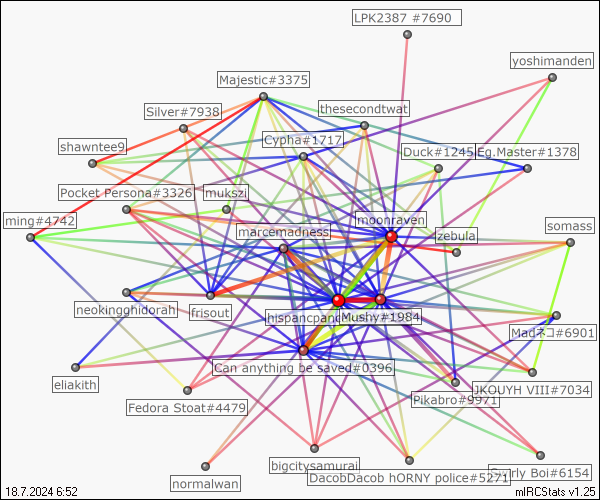 LPK2387 #7690
yoshimanden
Majestic#3375
Silver#7938
thesecondtwat
shawntee9
Cypha#1717
Duck#1245
Eg.Master#1378
Pocket Persona#3326
mukszi
ming#4742
moonraven
marcemadness
zebula
somass
neokingghidorah
frisout
Mushy#1984
Madネコ#6901
Can anything be saved#0396
eliakith
JKOUYH VIII#7034
Pikabro#9971
Fedora Stoat#4479
bigcitysamurai
DacobDacob hORNY police#5271
Boi#6154
normalwan
18.7.2024 6:52
mIRCStats v1.25